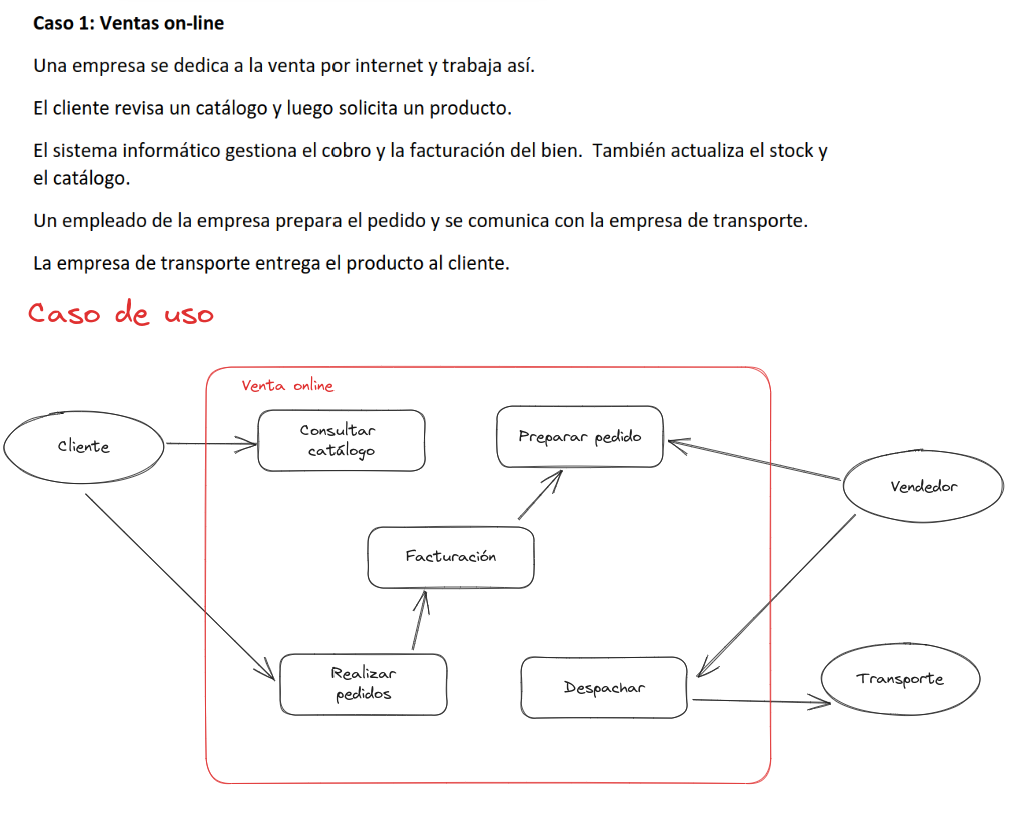 Caso 1: Ventas on-line
Una empresa se dedica a la venta por internet y trabaja así.
El cliente revisa un catálogo y luego solicita un producto.
El sistema informático gestiona el cobro y la facturación del bien.  También actualiza el stock y
el catálogo.
Un empleado de la empresa prepara el pedido y se comunica con la empresa de transporte.
La empresa de transporte entrega el producto al cliente.
Caso de uso
Venta online
Cliente
Consultar
catálogo
Preparar pedido
Vendedor
Facturación
Realizar
pedidos
Despachar
Transporte